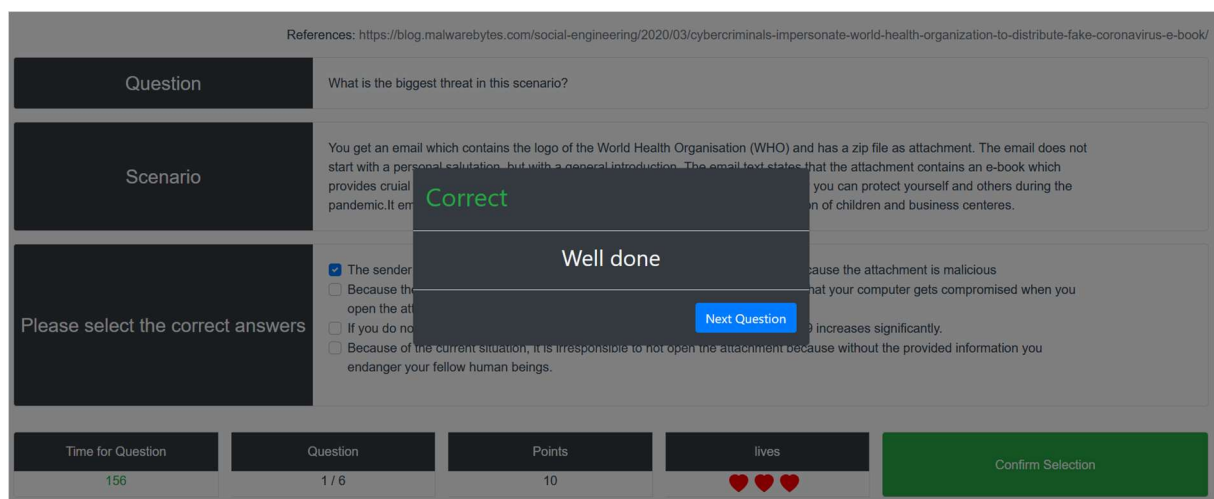 References: https://blog.malwarebytes.com/social-engineering/2020/03/cybercriminals-impersonate-world-health-organization-to-distribute-fake-coronavirus-e-book/
Question
What is the biggest threat in this scenario?
Scenario
You get an email which contains the logo of the World Health Organisation (WHO) and has a zip file as attachment. The email does not
start with a personal salutation, but with a general introduction. The email text states that the attachment contains an e-book which
provides cruial you can protect yourself and others during the
pandemic.It em n of children and business centeres.
Correct
Well done
Next Question
Please select the correct answers
The sender cause the attachment is malicious
Because the hat your computer gets compromised when you
open the att
If you do no 9 increases significantly.
Because of the current situation, it is irresponsible to not open the attachment because without the provided information you
endanger your fellow human beings.
Time for Question
156
Question
1 / 6
Points
10
lives
Confirm Selection